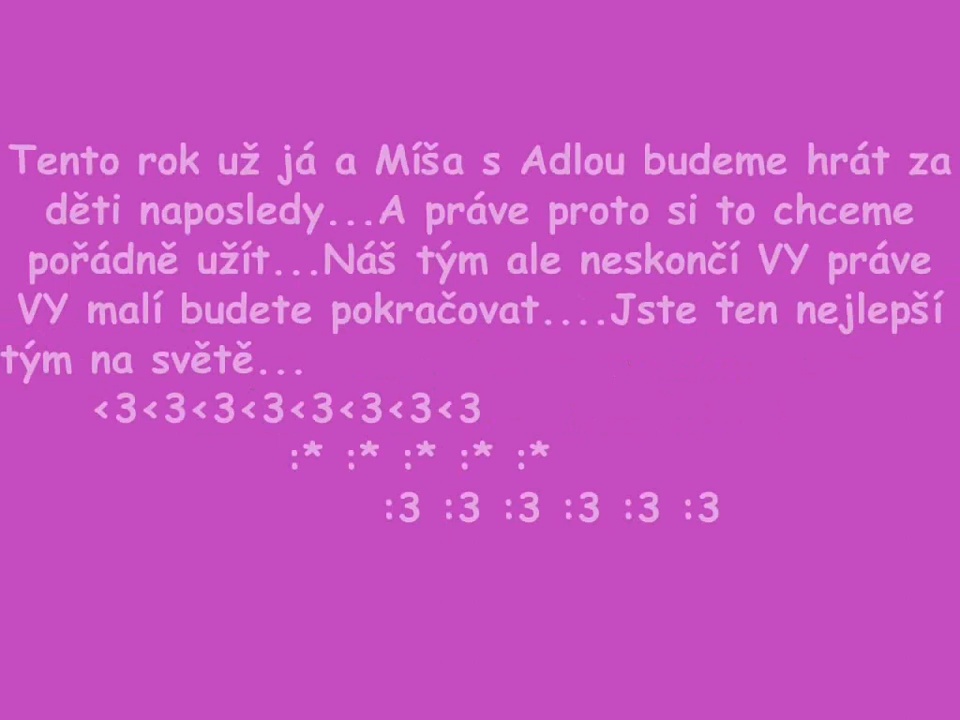 Tento rok už já a Míša s Adlou budeme hrát za
děti naposledy...A práve proto si to chceme
pořádně užít...Náš tým ale neskončí VY práve
VY malí budete pokračovat....Jste ten nejlepší
tým na světě...
<3<3<3<3<3<3<3<3
:* :* :* :* :*
:3 :3 :3 :3 :3 :3